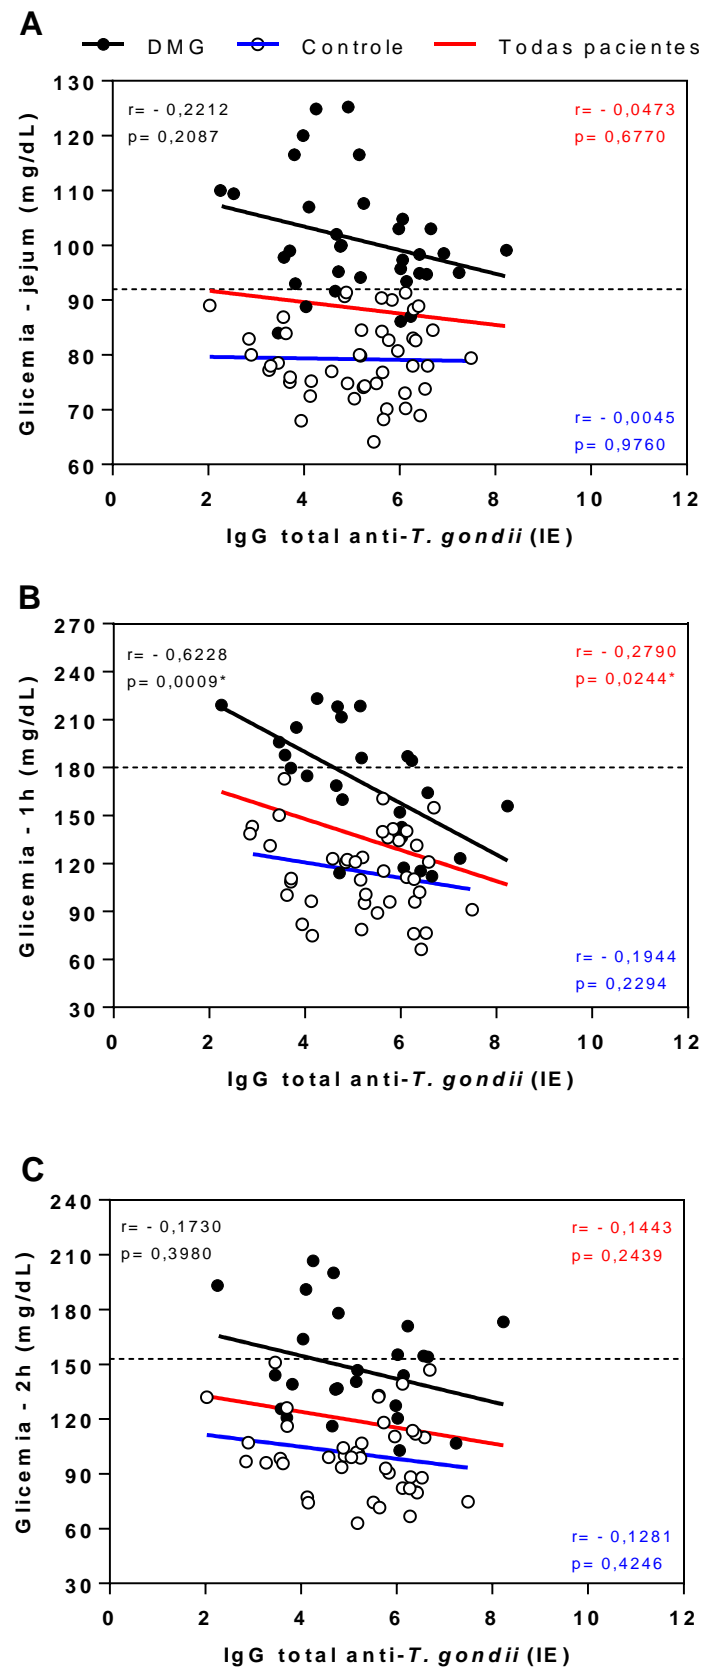 A
DMG Controle Todas pacientes
130
120
110
100
90
80
70
60
r= - 0,2212
p= 0,2087
r= - 0,0473
p= 0,6770
r= - 0,0045
p= 0,9760
Glicemia - jejum (mg/dL)
0 2 4 6 8 10 12
IgG total anti-T. gondii (IE)
B
270
240
210
180
150
120
90
60
30
r= - 0,6228
p= 0,0009*
r= - 0,2790
p= 0,0244*
r= - 0,1944
p= 0,2294
Glicemia - 1h (mg/dL)
0 2 4 6 8 10 12
IgG total anti-T. gondii (IE)
C
240
210
180
150
120
90
60
30
r= - 0,1730
p= 0,3980
r= - 0,1443
p= 0,2439
r= - 0,1281
p= 0,4246
Glicemia - 2h (mg/dL)
0 2 4 6 8 10 12
IgG total anti-T. gondii (IE)